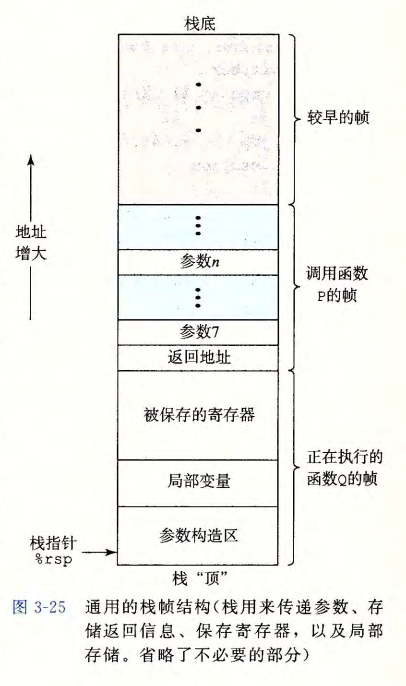 栈底
较早的帧
地址
增大
参数n
调用函数
P的帧
参数7
返回地址
被保存的寄存器
正在执行的
函数Q的帧
局部变量
参数构造区
栈指针
%rsp
栈“顶”
图 3-25 通用的栈帧结构(栈用来传递参数、存
储返回信息、保存寄存器，以及局部
存储。省略了不必要的部分)